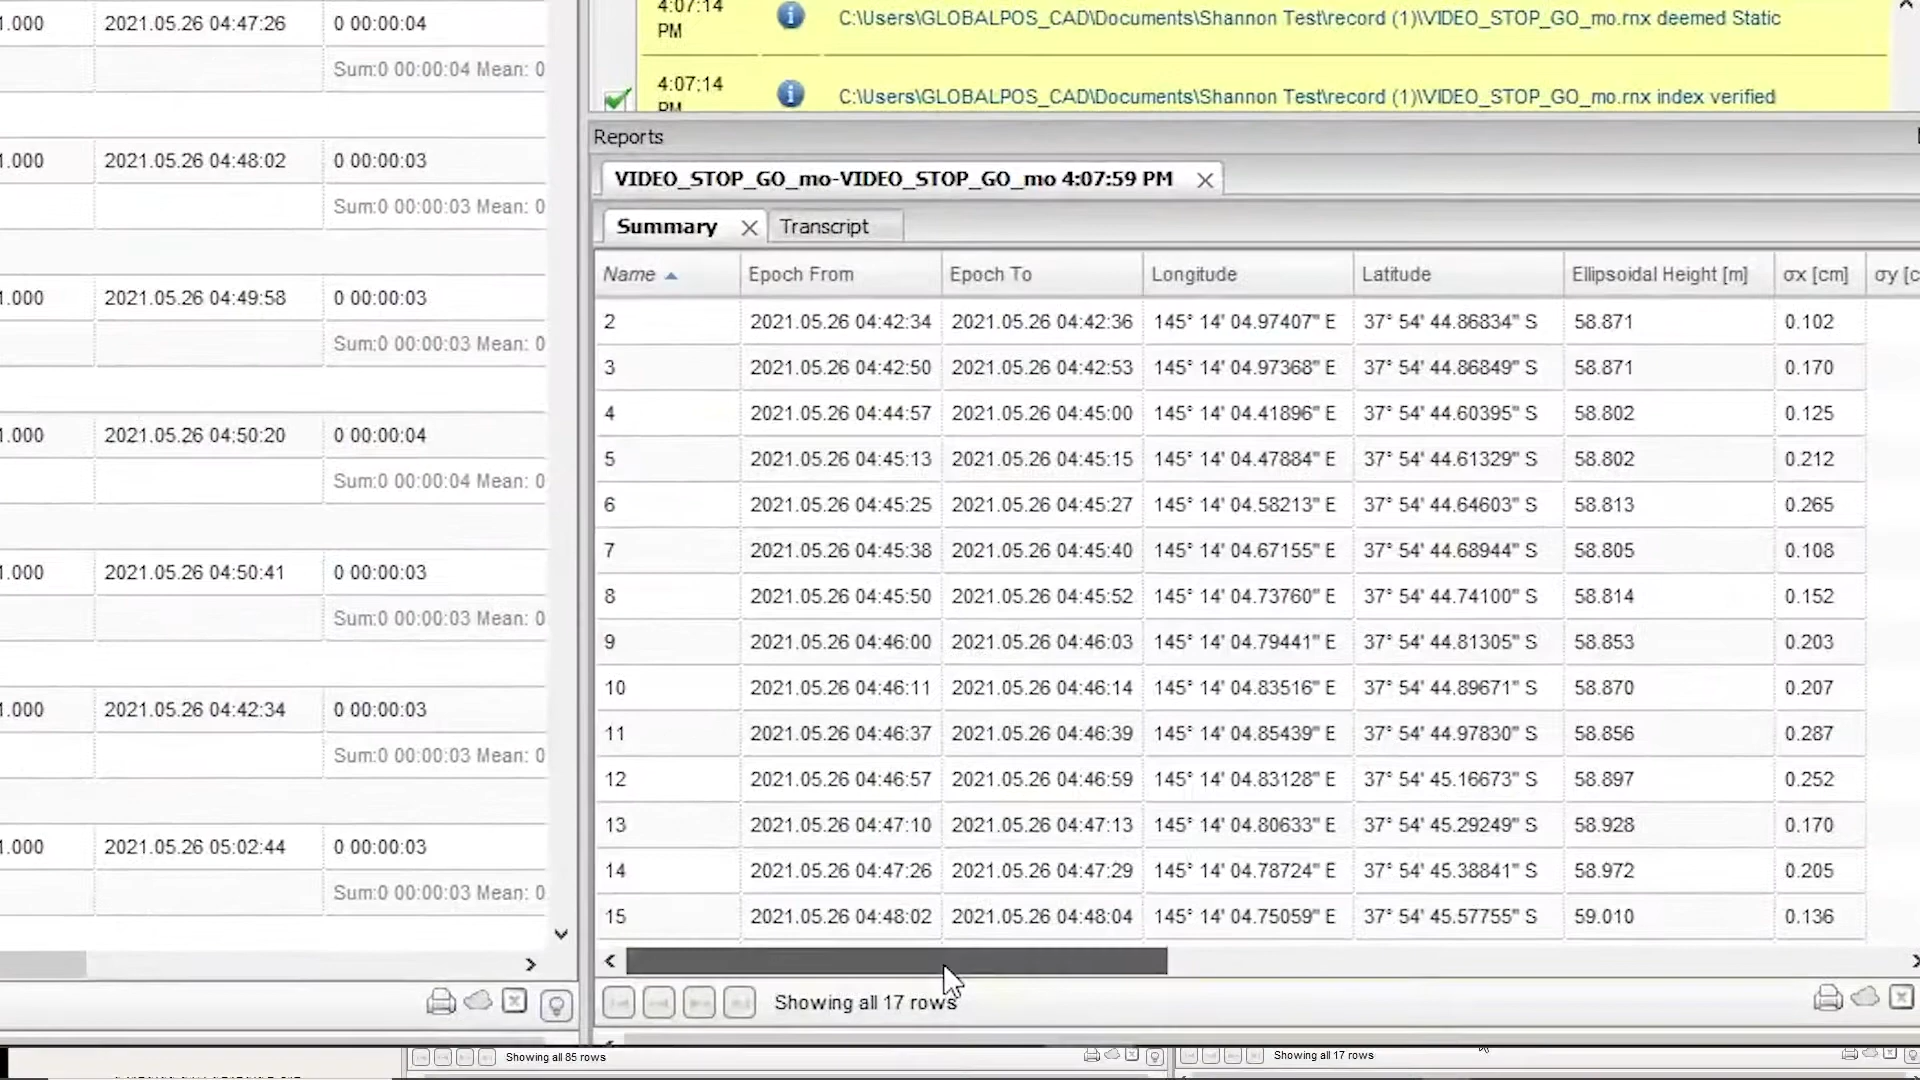 1.000 2021.05.26 04:47:26 0 00:00:04
Sum:0 00:00:04 Mean: 0
1.000 2021.05.26 04:48:02 0 00:00:03
Sum:0 00:00:03 Mean: 0
1.000 2021.05.26 04:49:58 0 00:00:03
Sum:0 00:00:03 Mean: 0
1.000 2021.05.26 04:50:20 0 00:00:04
Sum:0 00:00:04 Mean: 0
1.000 2021.05.26 04:50:41 0 00:00:03
Sum:0 00:00:03 Mean: 0
1.000 2021.05.26 04:42:34 0 00:00:03
Sum:0 00:00:03 Mean: 0
1.000 2021.05.26 05:02:44 0 00:00:03
Sum:0 00:00:03 Mean: 0
4:07:14 PM C:\Users\GLOBALPOS_CAD\Documents\Shannon Test\record (1)\VIDEO_STOP_GO_mo.rnx deemed Static
4:07:14 PM C:\Users\GLOBALPOS_CAD\Documents\Shannon Test\record (1)\VIDEO_STOP_GO_mo.rnx index verified
Reports
VIDEO_STOP_GO_mo-VIDEO_STOP_GO_mo 4:07:59 PM
Summary Transcript
Name Epoch From Epoch To Longitude Latitude Ellipsoidal Height [m] σx [cm] σy [c
2 2021.05.26 04:42:34 2021.05.26 04:42:36 145° 14' 04.97407" E 37° 54' 44.86834" S 58.871 0.102
3 2021.05.26 04:42:50 2021.05.26 04:42:53 145° 14' 04.97368" E 37° 54' 44.86849" S 58.871 0.170
4 2021.05.26 04:44:57 2021.05.26 04:45:00 145° 14' 04.41896" E 37° 54' 44.60395" S 58.802 0.125
5 2021.05.26 04:45:13 2021.05.26 04:45:15 145° 14' 04.47884" E 37° 54' 44.61329" S 58.802 0.212
6 2021.05.26 04:45:25 2021.05.26 04:45:27 145° 14' 04.58213" E 37° 54' 44.64603" S 58.813 0.265
7 2021.05.26 04:45:38 2021.05.26 04:45:40 145° 14' 04.67155" E 37° 54' 44.68944" S 58.805 0.108
8 2021.05.26 04:45:50 2021.05.26 04:45:52 145° 14' 04.73760" E 37° 54' 44.74100" S 58.814 0.152
9 2021.05.26 04:46:00 2021.05.26 04:46:03 145° 14' 04.79441" E 37° 54' 44.81305" S 58.853 0.203
10 2021.05.26 04:46:11 2021.05.26 04:46:14 145° 14' 04.83516" E 37° 54' 44.89671" S 58.870 0.207
11 2021.05.26 04:46:37 2021.05.26 04:46:39 145° 14' 04.85439" E 37° 54' 44.97830" S 58.856 0.287
12 2021.05.26 04:46:57 2021.05.26 04:46:59 145° 14' 04.83128" E 37° 54' 45.16673" S 58.897 0.252
13 2021.05.26 04:47:10 2021.05.26 04:47:13 145° 14' 04.80633" E 37° 54' 45.29249" S 58.928 0.170
14 2021.05.26 04:47:26 2021.05.26 04:47:29 145° 14' 04.78724" E 37° 54' 45.38841" S 58.972 0.205
15 2021.05.26 04:48:02 2021.05.26 04:48:04 145° 14' 04.75059" E 37° 54' 45.57755" S 59.010 0.136
Showing all 17 rows
Showing all 85 rows
Showing all 17 rows